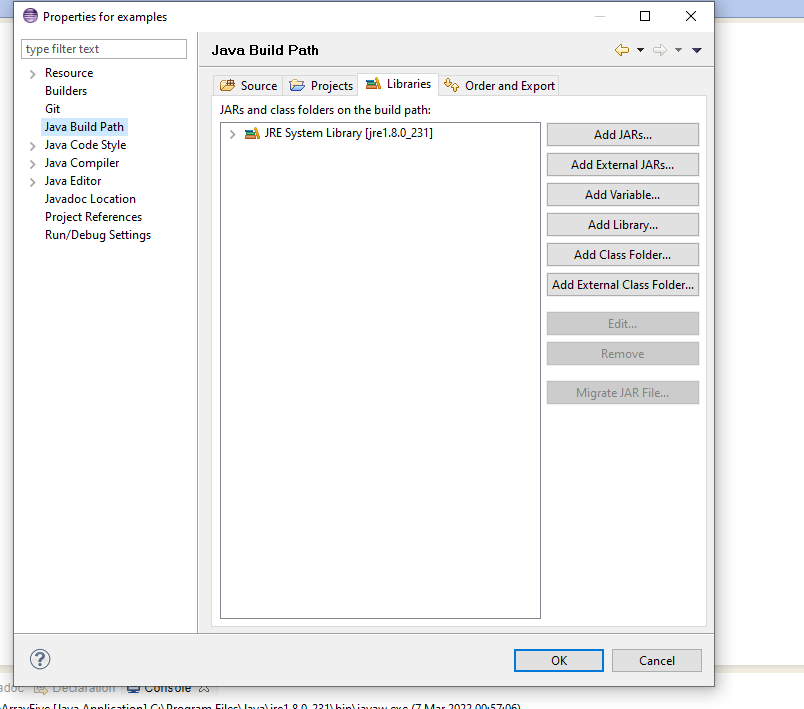 Properties for examples
type filter text
Resource
Builders
Git
Java Build Path
Java Code Style
Java Compiler
Java Editor
Javadoc Location
Project References
Run/Debug Settings
Java Build Path
Source Projects Libraries Order and Export
JARs and class folders on the build path:
JRE System Library [jre1.8.0_231]
Add JARs...
Add External JARs...
Add Variable...
Add Library...
Add Class Folder...
Add External Class Folder...
Edit...
Remove
Migrate JAR File...
?
OK Cancel
adoc Declaration Console
ArrayFive [Java Application] C:\Program Files\Java\jre1.8.0_231\bin\javaw.exe (7 Mar 2022 00:57:06)